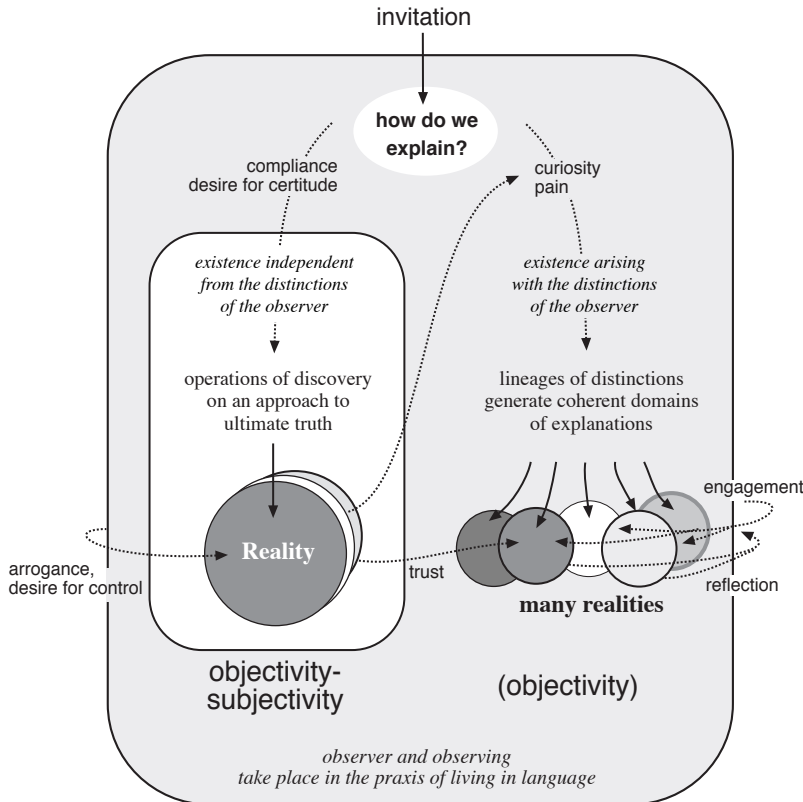 invitation
how do we
explain?
compliance
desire for certitude
curiosity
pain
existence independent
from the distinctions
of the observer
existence arising
with the distinctions
of the observer
operations of discovery
on an approach to
ultimate truth
lineages of distinctions
generate coherent domains
of explanations
engagement
Reality
arrogance,
desire for control
trust
reflection
many realities
objectivity-
subjectivity
(objectivity)
observer and observing
take place in the praxis of living in language